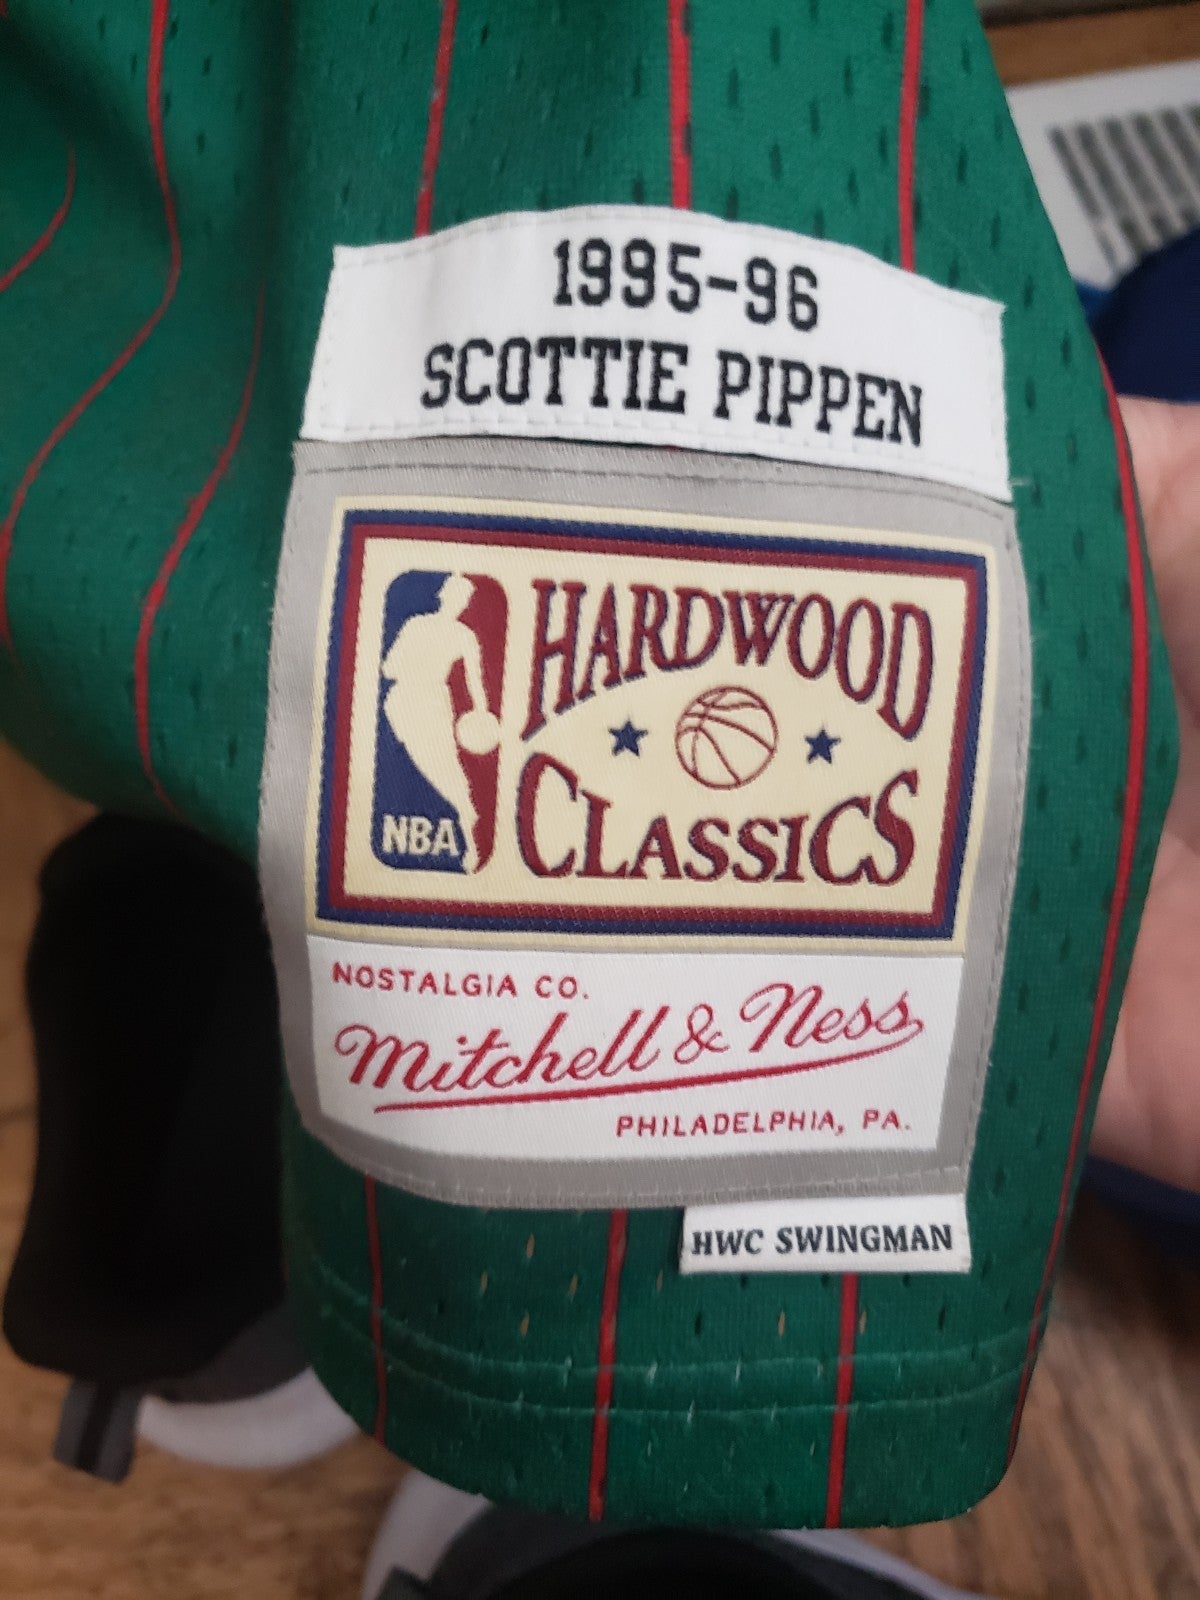 1995-96
SCOTTIE PIPPEN
HARDWOOD
CLASSICS
NBA
NOSTALGIA CO.
Mitchell & Ness
PHILADELPHIA, PA.
HWC SWINGMAN